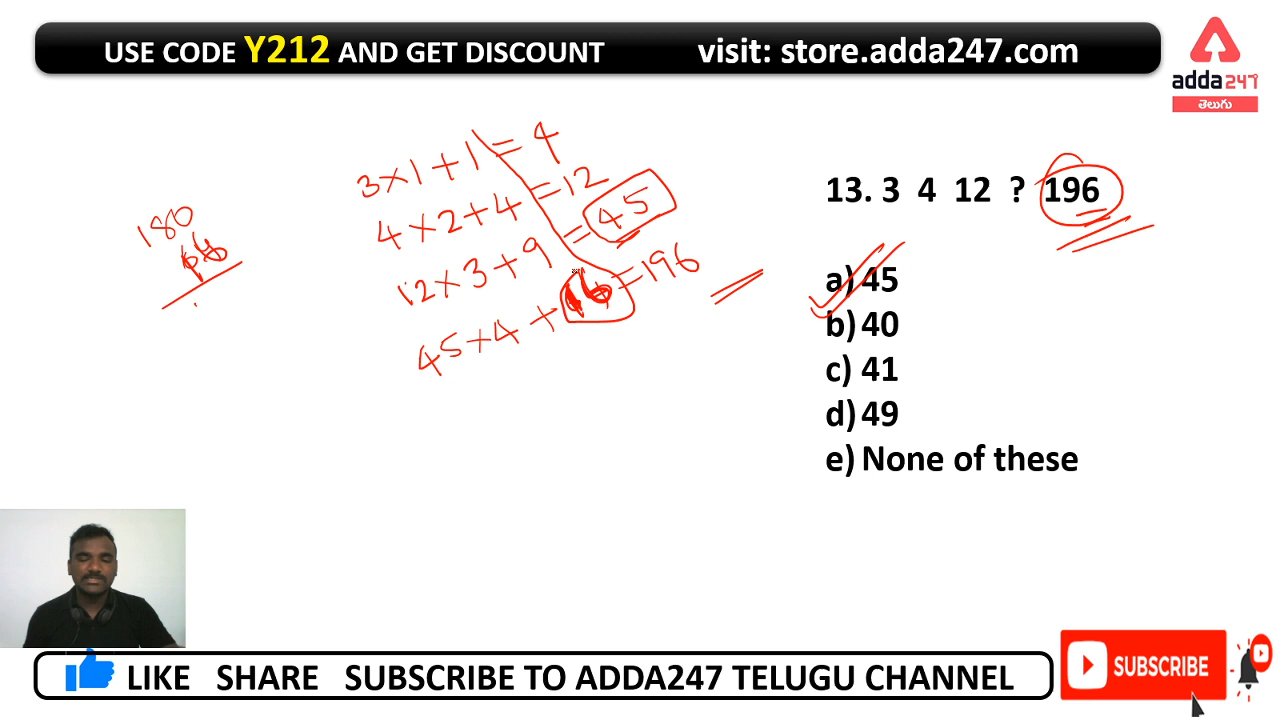 USE CODE Y212 AND GET DISCOUNT visit: store.adda247.com
adda247
తెలుగు
13. 3 4 12 ? 196
a) 45
b) 40
c) 41
d) 49
e) None of these
3×1+1=4
4×2+4=12
12×3+9=45
45×4+16=196
180
LIKE SHARE SUBSCRIBE TO ADDA247 TELUGU CHANNEL
SUBSCRIBE